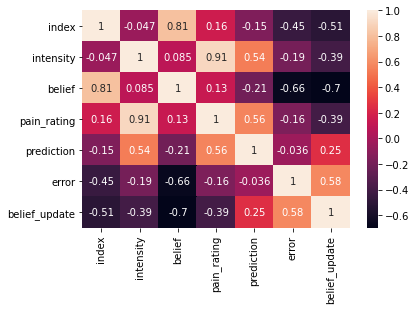 index 1 -0.047 0.81 0.16 -0.15 -0.45 -0.51
intensity -0.047 1 0.085 0.91 0.54 -0.19 -0.39
belief 0.81 0.085 1 0.13 -0.21 -0.66 -0.7
pain_rating 0.16 0.91 0.13 1 0.56 -0.16 -0.39
prediction -0.15 0.54 -0.21 0.56 1 -0.036 0.25
error -0.45 -0.19 -0.66 -0.16 -0.036 1 0.58
belief_update -0.51 -0.39 -0.7 -0.39 0.25 0.58 1
index
intensity
belief
pain_rating
prediction
error
belief_update
1.0
0.8
0.6
0.4
0.2
0.0
−0.2
−0.4
−0.6